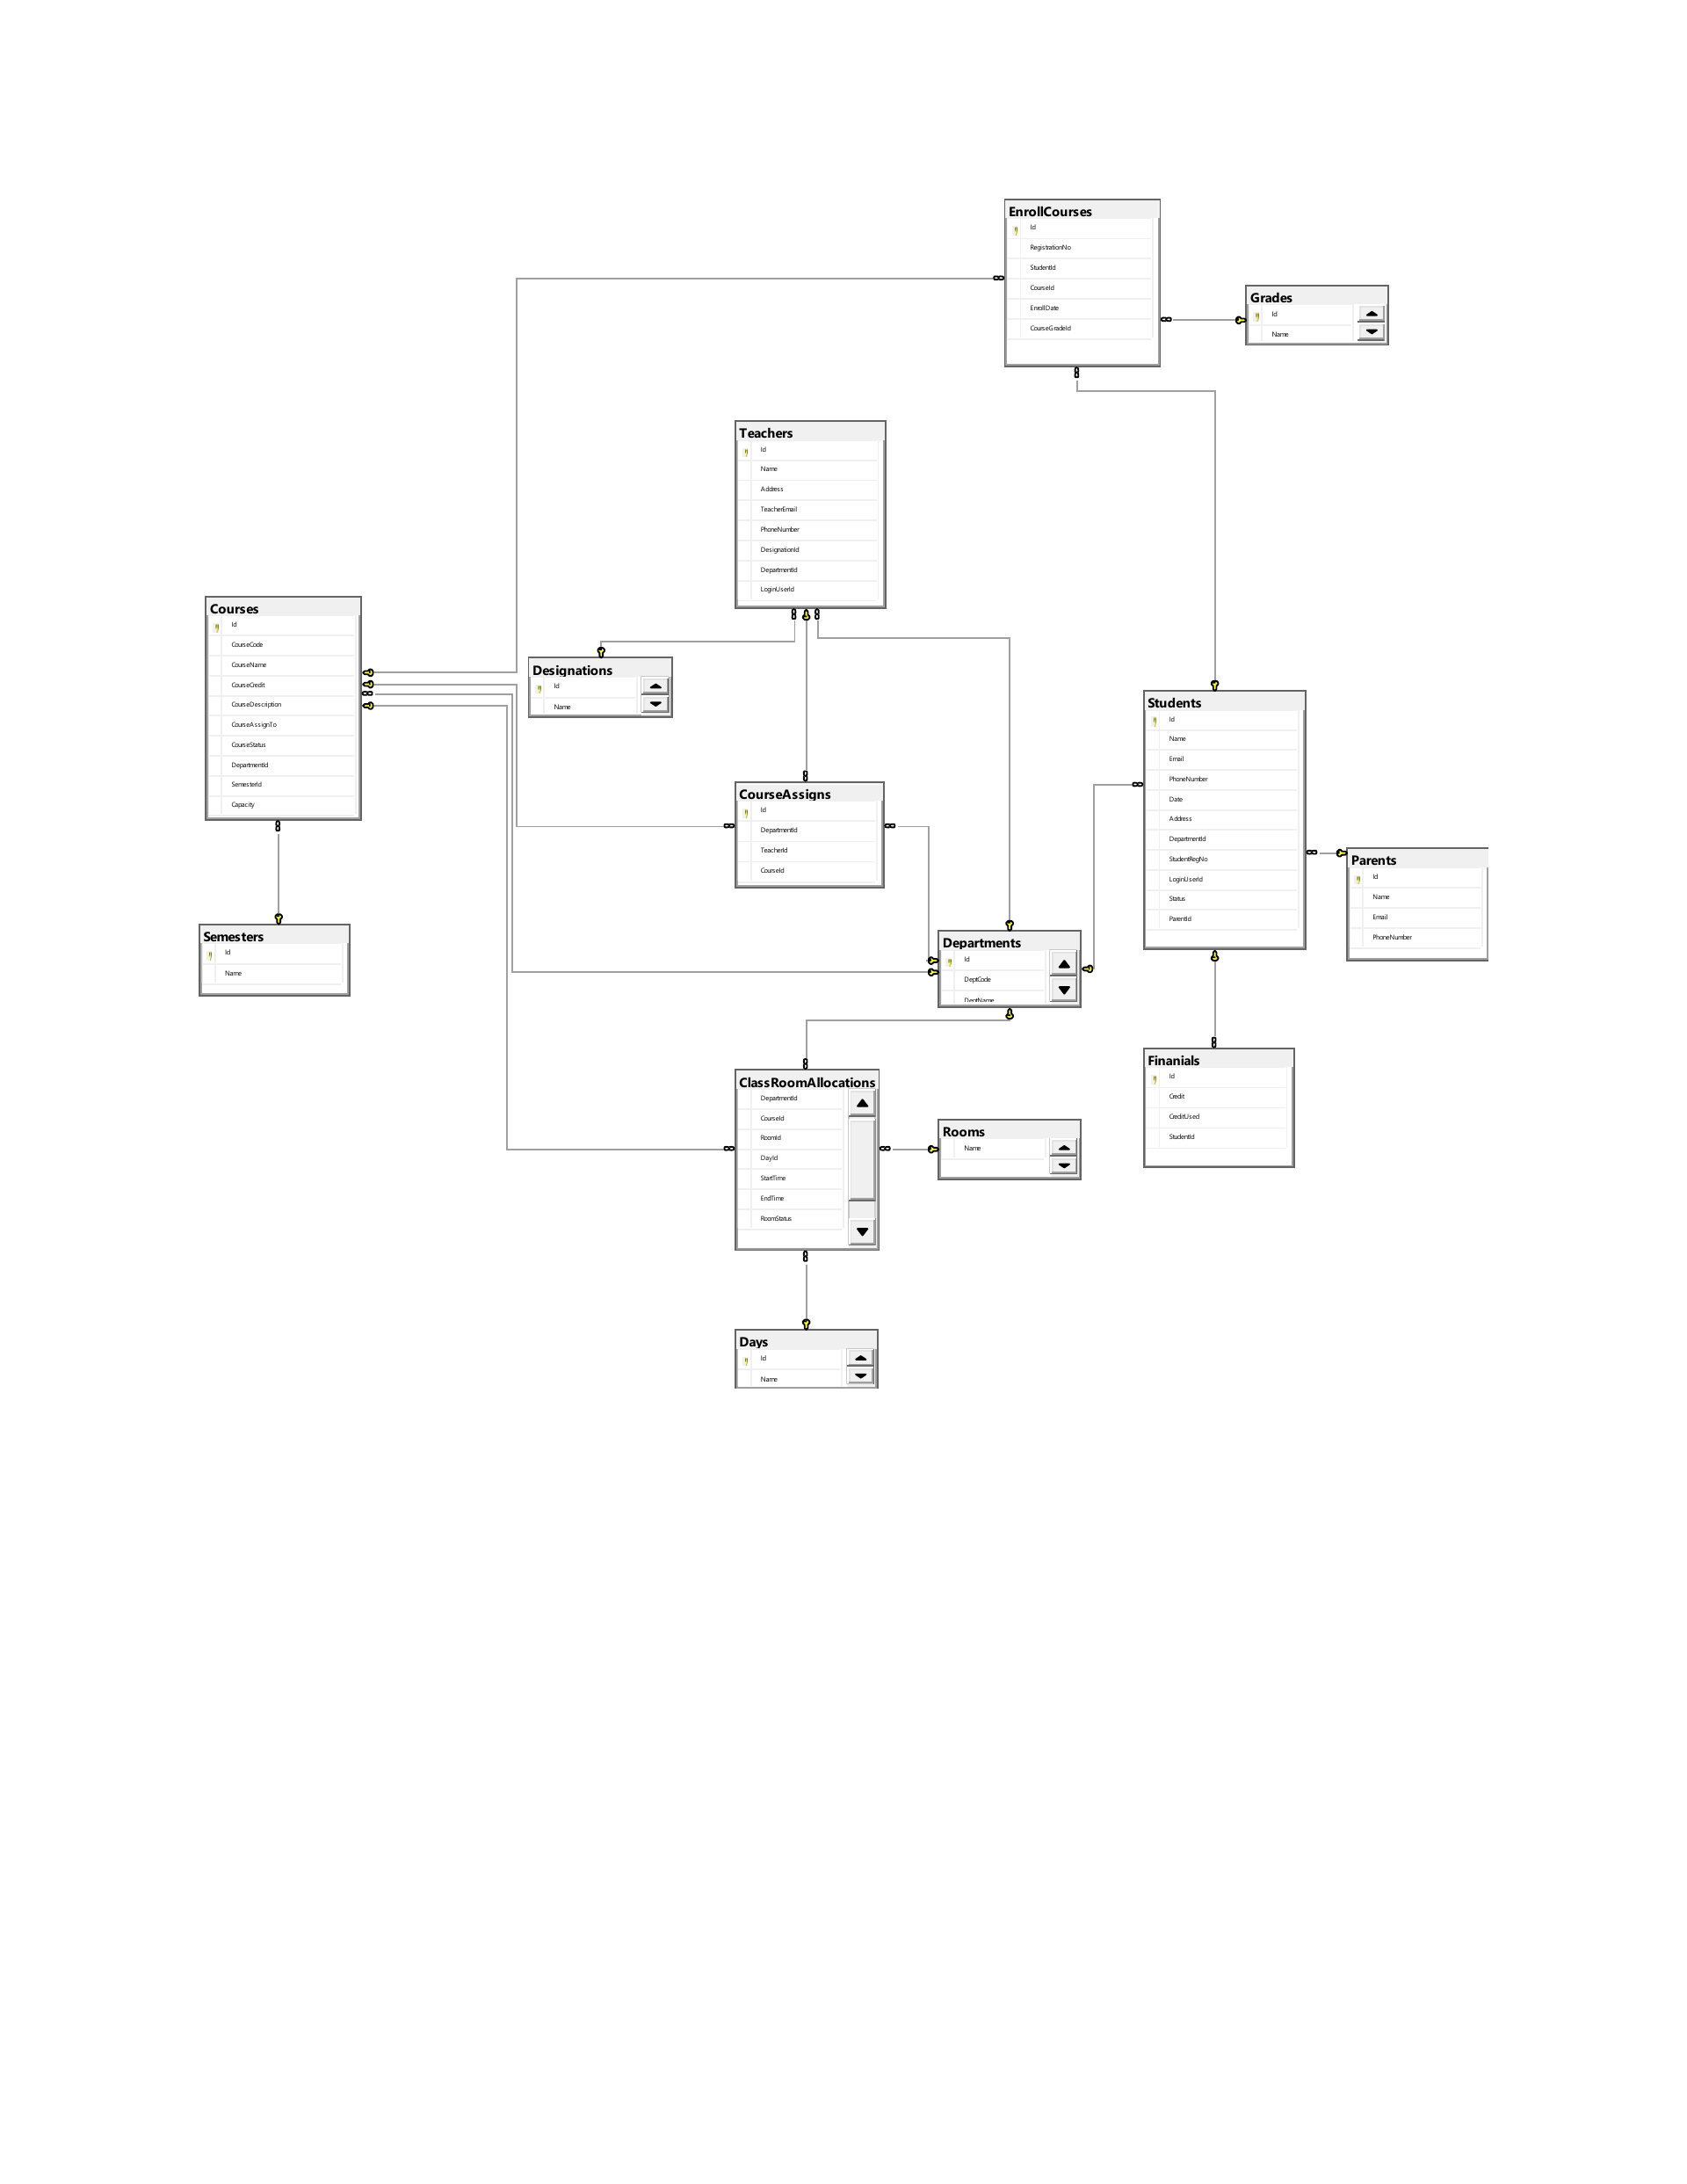 EnrollCourses
Id
RegistrationNo
StudentId
CourseId
EnrollDate
CourseGradeId
Grades
Id
Name
Teachers
Id
Name
Address
TeacherEmail
PhoneNumber
DesignationId
DepartmentId
LoginUserId
Courses
Id
CourseCode
CourseName
CourseCredit
CourseDescription
CourseAssignTo
CourseStatus
DepartmentId
SemesterId
Capacity
Designations
Id
Name
Students
Id
Name
Email
PhoneNumber
Date
Address
DepartmentId
StudentRegNo
LoginUserId
Status
ParentId
CourseAssigns
Id
DepartmentId
TeacherId
CourseId
Parents
Id
Name
Email
PhoneNumber
Semesters
Id
Name
Departments
Id
DeptCode
DeptName
Finanials
Id
Credit
CreditUsed
StudentId
ClassRoomAllocations
DepartmentId
CourseId
RoomId
DayId
StartTime
EndTime
RoomStatus
Rooms
Name
Days
Id
Name